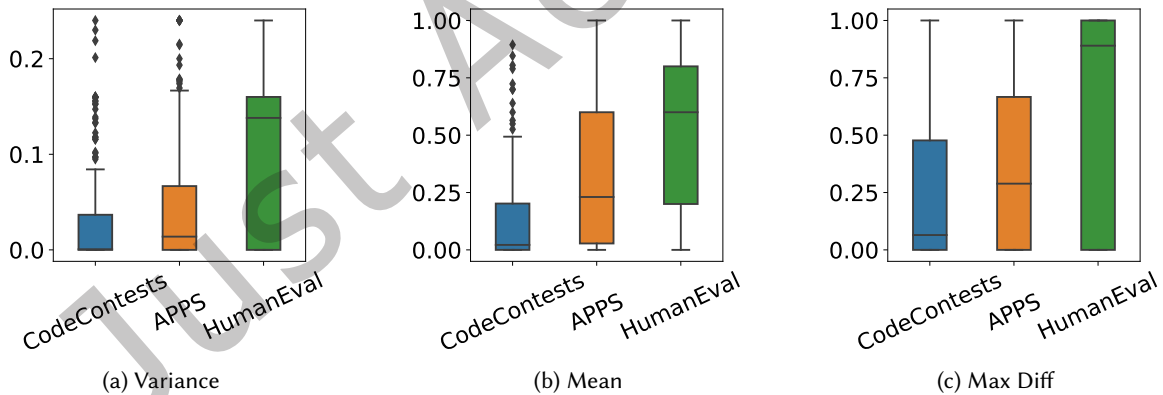 0.2
0.1
0.0
CodeContests
APPS
HumanEval
(a) Variance
1.00
0.75
0.50
0.25
0.00
CodeContests
APPS
HumanEval
(b) Mean
1.00
0.75
0.50
0.25
0.00
CodeContests
APPS
HumanEval
(c) Max Diff
Just